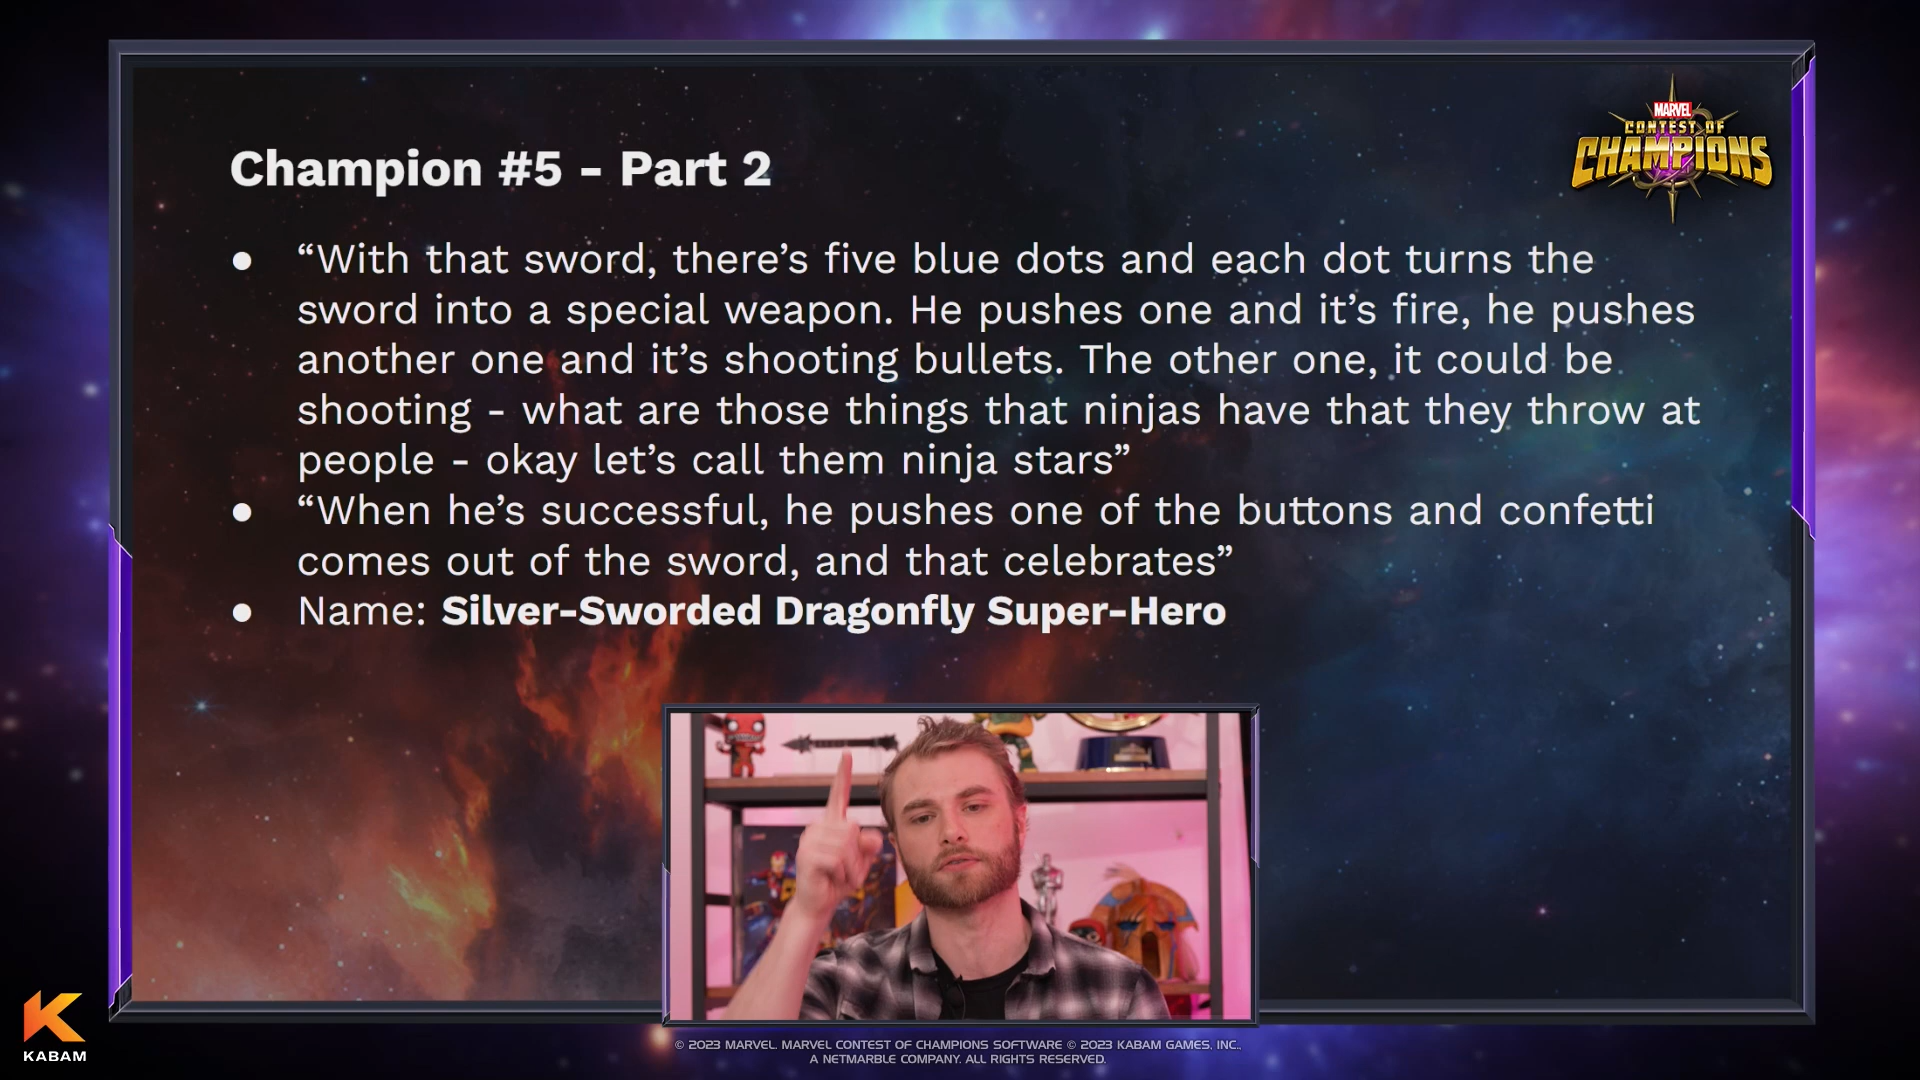 MARVEL
CONTEST OF
CHAMPIONS
Champion #5 - Part 2
● “With that sword, there’s five blue dots and each dot turns the
sword into a special weapon. He pushes one and it’s fire, he pushes
another one and it’s shooting bullets. The other one, it could be
shooting - what are those things that ninjas have that they throw at
people - okay let’s call them ninja stars”
● “When he’s successful, he pushes one of the buttons and confetti
comes out of the sword, and that celebrates”
● Name: Silver-Sworded Dragonfly Super-Hero
KABAM
© 2023 MARVEL. MARVEL CONTEST OF CHAMPIONS SOFTWARE © 2023 KABAM GAMES, INC.,
A NETMARBLE COMPANY. ALL RIGHTS RESERVED.